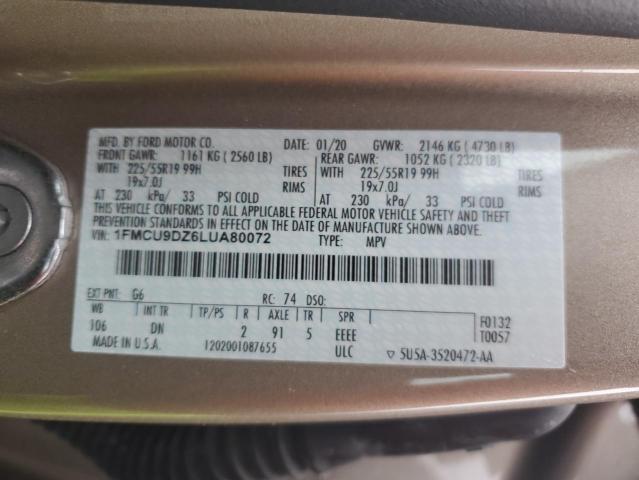 MFD. BY FORD MOTOR CO. DATE: 01/20 GVWR: 2146 KG ( 4730 LB)
FRONT GAWR: 1161 KG ( 2560 LB) REAR GAWR: 1052 KG ( 2320 LB)
WITH 225/55R19 99H TIRES WITH 225/55R19 99H TIRES
19x7.0J RIMS 19x7.0J RIMS
AT 230 kPa/ 33 PSI COLD AT 230 kPa/ 33 PSI COLD
THIS VEHICLE CONFORMS TO ALL APPLICABLE FEDERAL MOTOR VEHICLE SAFETY AND THEFT
PREVENTION STANDARDS IN EFFECT ON THE DATE OF MANUFACTURE SHOWN ABOVE.
VIN: 1FMCU9DZ6LUA80072 TYPE: MPV
EXT PNT: G6 RC: 74 DSO:
WB INT TR TP/PS R AXLE TR SPR F0132
106 DN 2 91 5 EEEE T0057
MADE IN U.S.A. 1202001087655 ULC ▽ 5U5A-3520472-AA